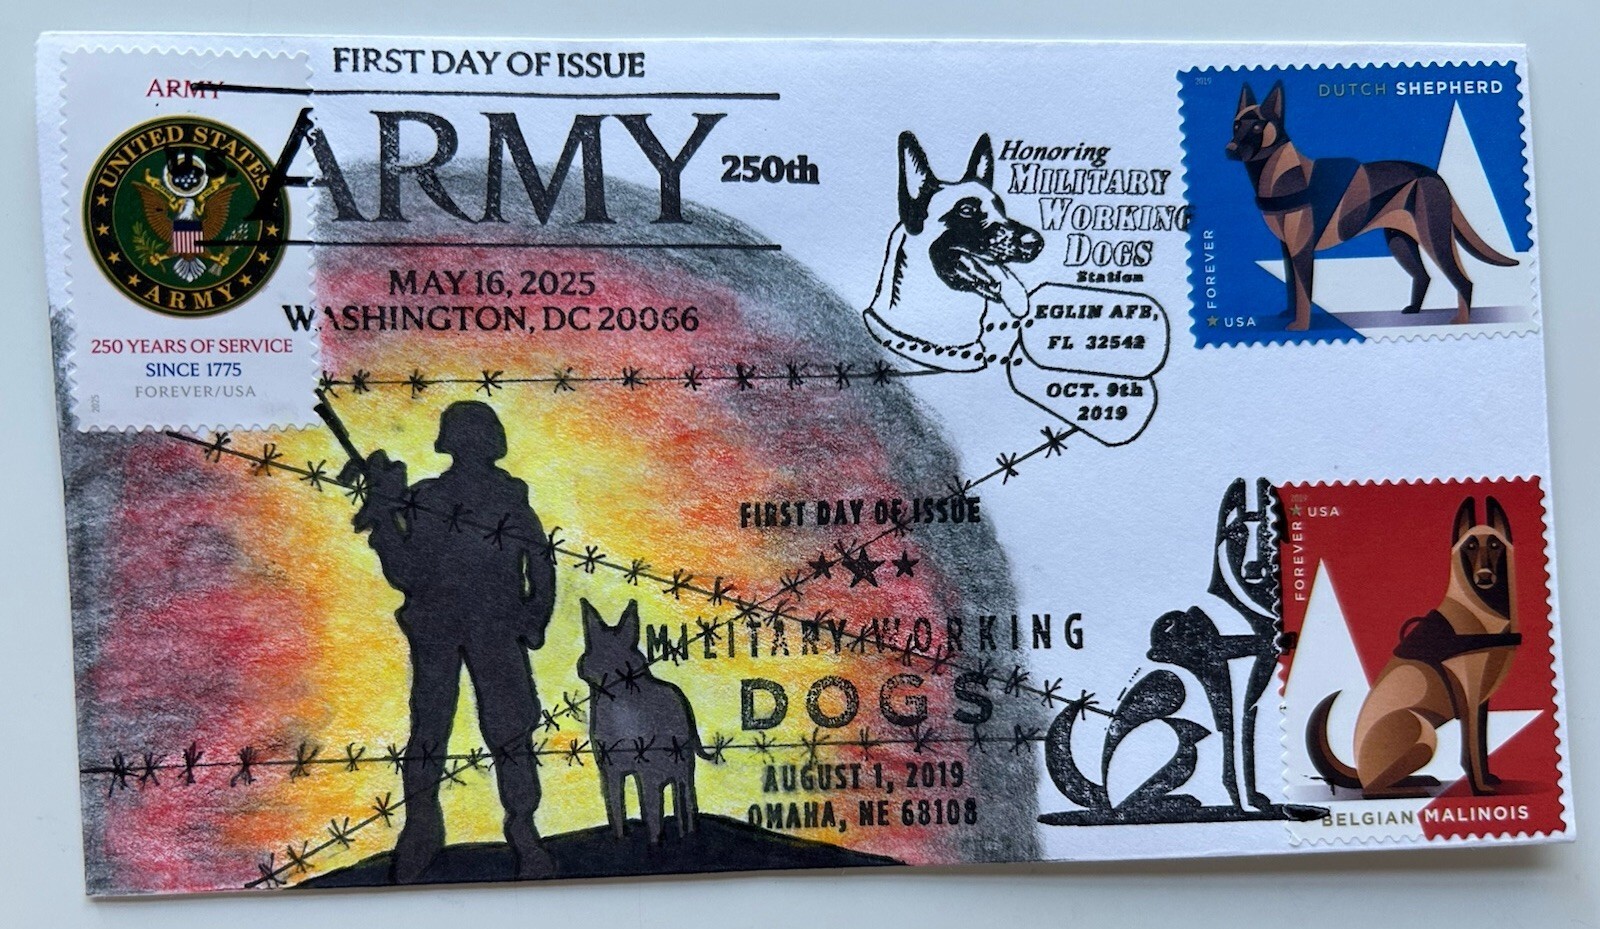 FIRST DAY OF ISSUE
ARMY
250th
MAY 16, 2025
WASHINGTON, DC 20066
ARMY
UNITED STATES
U.S.
ARMY
250 YEARS OF SERVICE
SINCE 1775
FOREVER/USA
2025
Honoring
MILITARY
WORKING
DOGS
Station
EGLIN AFB,
FL 32542
OCT. 9th
2019
2019
DUTCH SHEPHERD
FOREVER
USA
FIRST DAY OF ISSUE
MILITARY WORKING
DOGS
AUGUST 1, 2019
OMAHA, NE 68108
2019
USA
FOREVER
BELGIAN MALINOIS